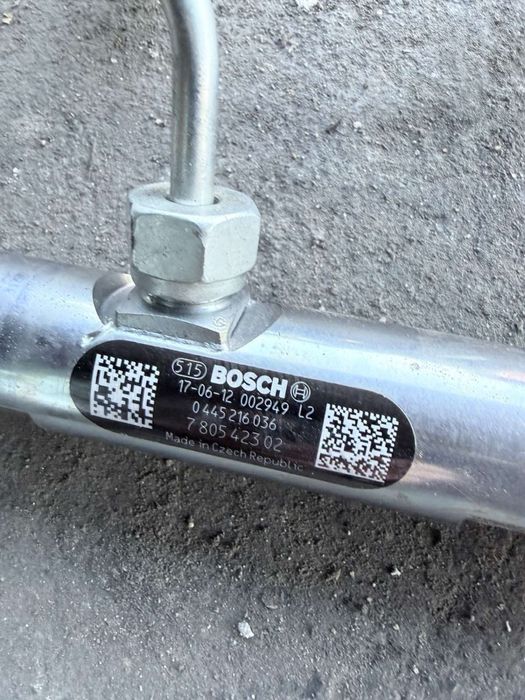 515 BOSCH
17-06-12 002949 L2
0 445 216 036
7 805 423 02
Made in Czech Republic